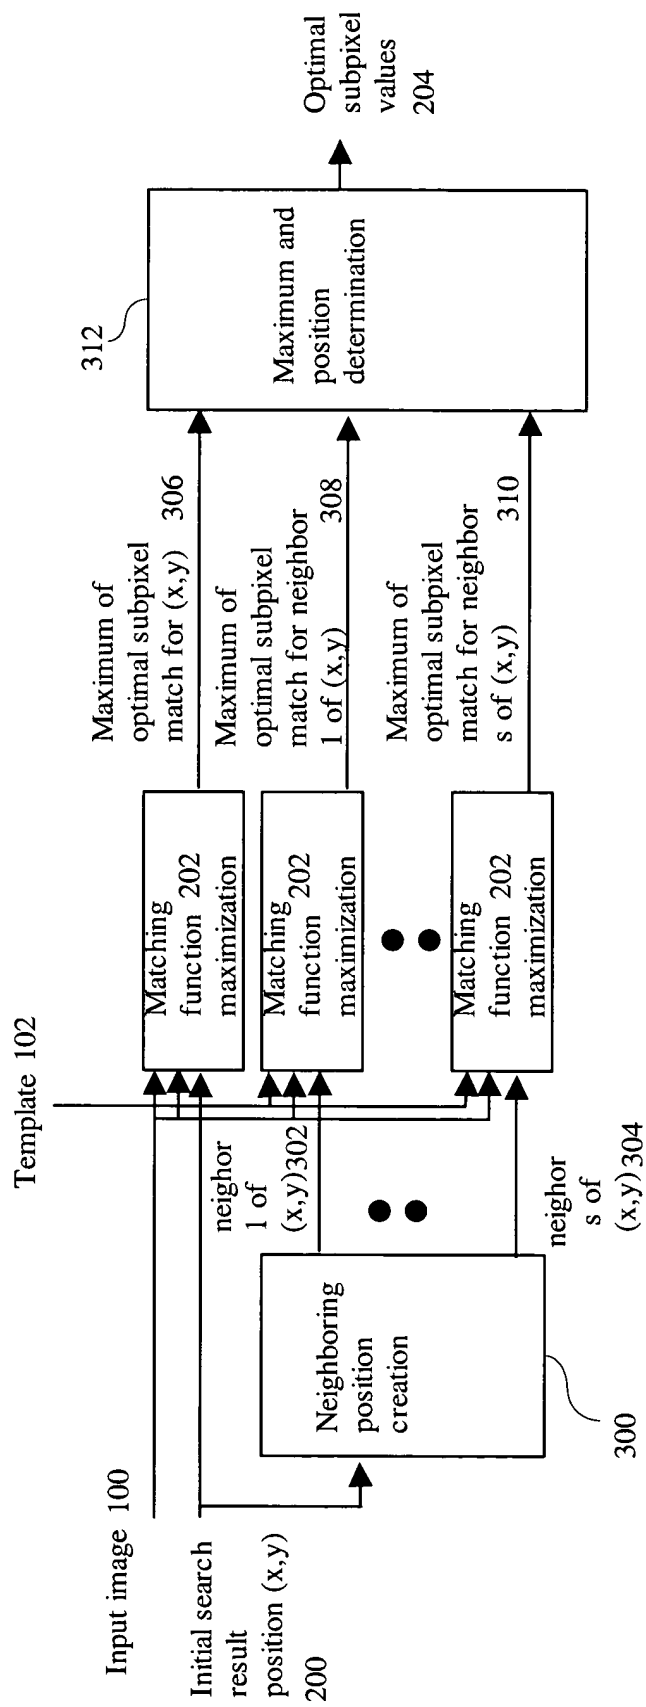 Input image 100
Initial search
result
position (x,y)
200
Template 102
Neighboring
position
creation
300
neighor
1 of
(x,y)302
neighor
s of
(x,y)304
Matching
function 202
maximization
Matching
function 202
maximization
Matching
function 202
maximization
Maximum of
optimal subpixel
match for (x,y) 306
Maximum of
optimal subpixel
match for neighbor
1 of (x,y) 308
Maximum of
optimal subpixel
match for neighbor
s of (x,y) 310
312
Maximum and
position
determination
Optimal
subpixel
values
204